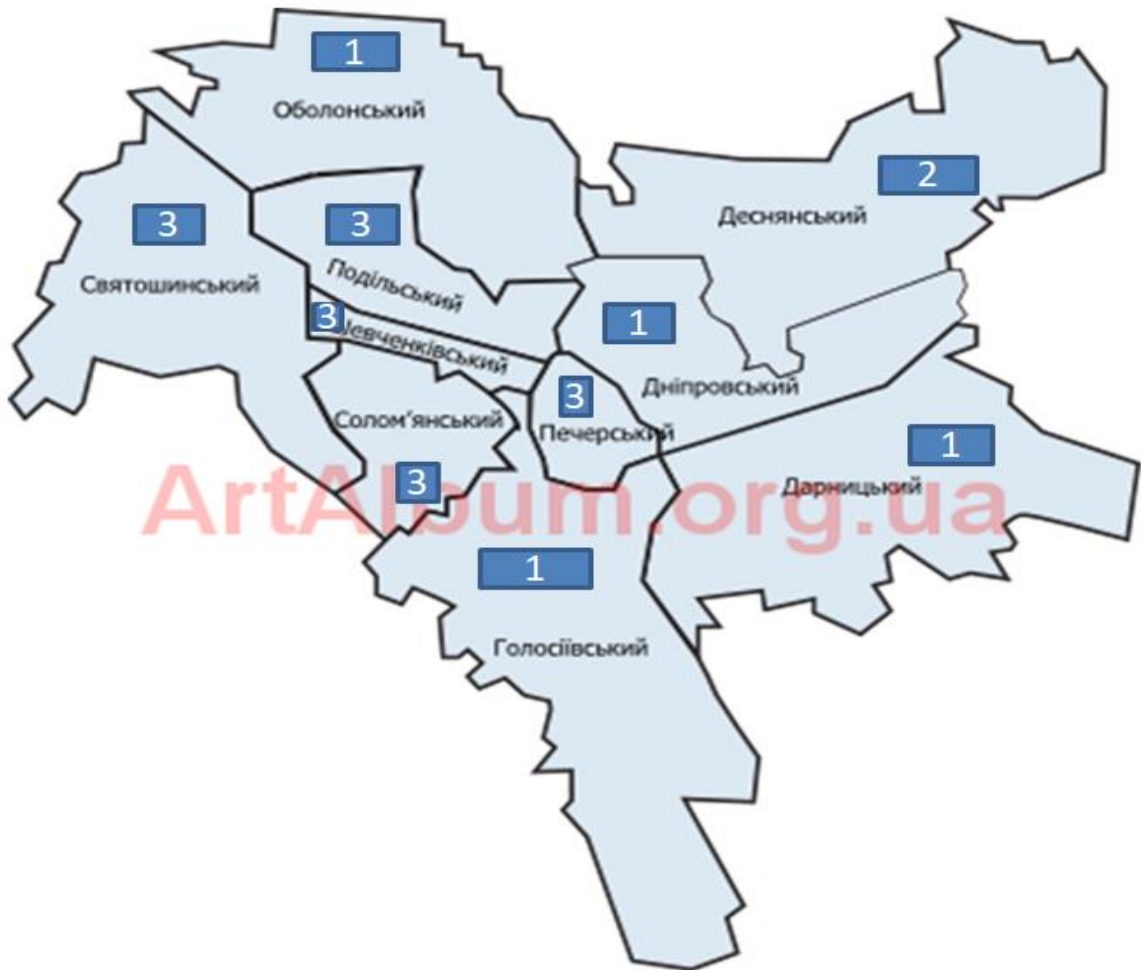 1
Оболонський
2
Деснянський
3
Святошинський
3
Подільський
3
евченківський
1
Дніпровський
3
Печерський
Солом'янський
3
1
Дарницький
ArtAlbum.org.ua
1
Голосіївський